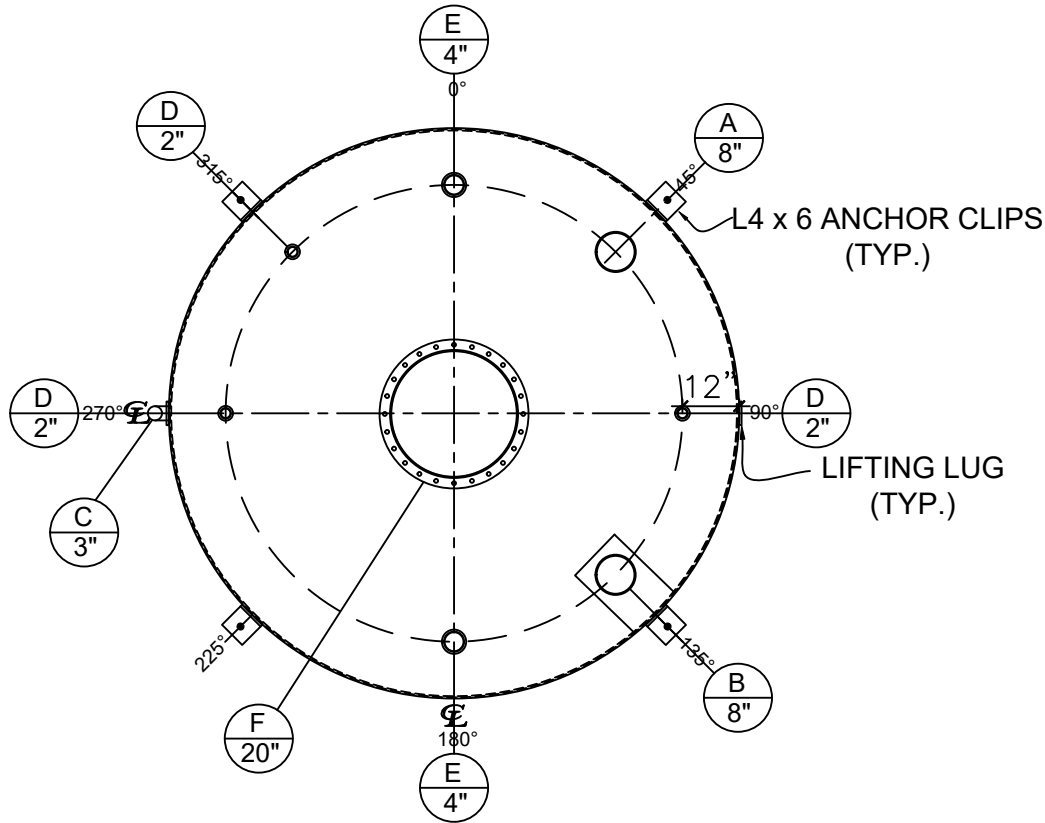 E
4"
0°
D
2"
315°
A
8"
45°
L4 x 6 ANCHOR CLIPS
(TYP.)
D
2"
270°
℄
12"
90°
D
2"
LIFTING LUG
(TYP.)
C
3"
225°
135°
B
8"
F
20"
℄
180°
E
4"